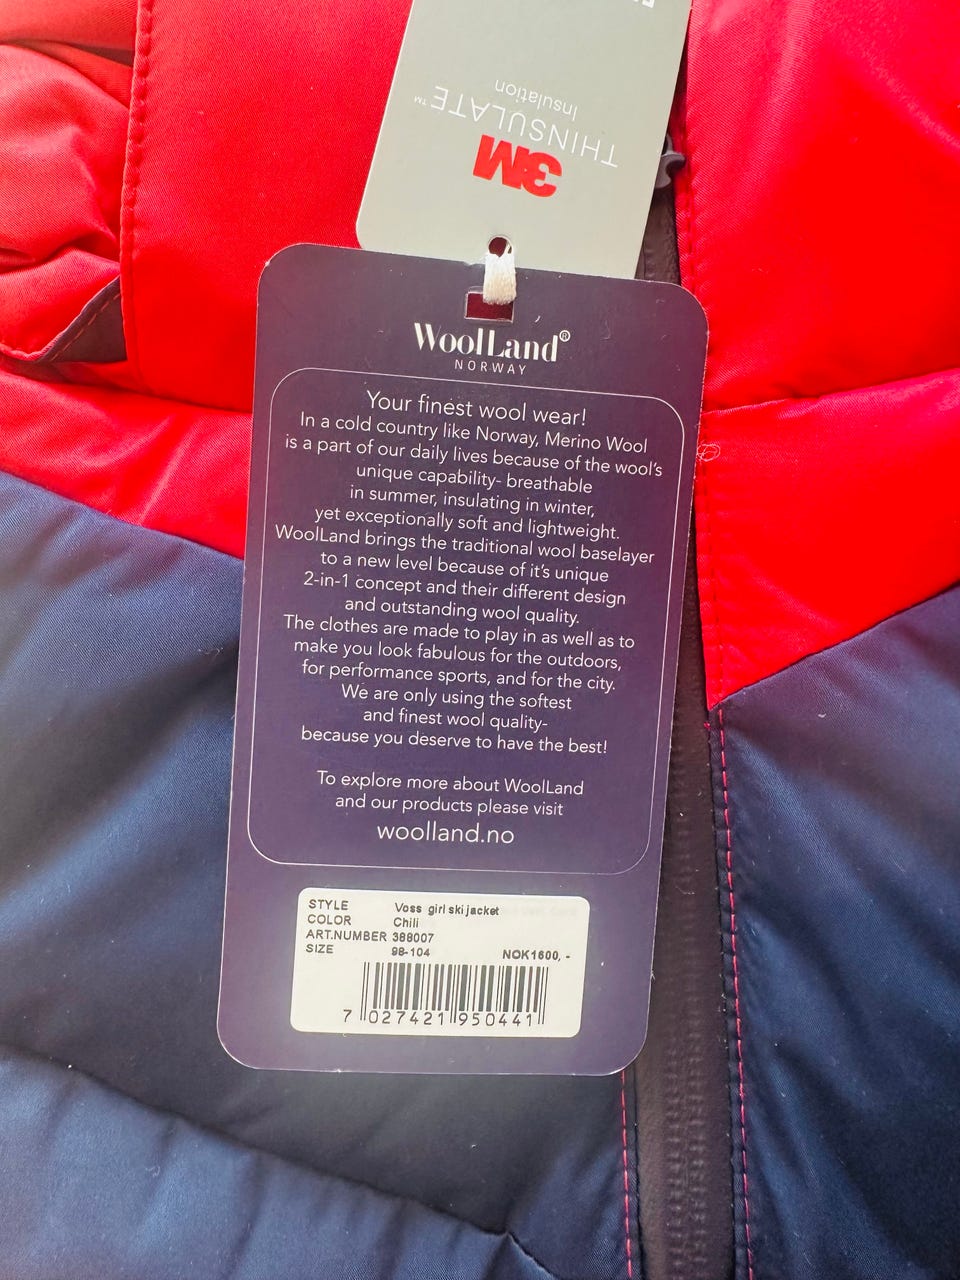 THINSULATE™
Insulation
3M
WoolLand®
NORWAY
Your finest wool wear!
In a cold country like Norway, Merino Wool
is a part of our daily lives because of the wool's
unique capability- breathable
in summer, insulating in winter,
yet exceptionally soft and lightweight.
WoolLand brings the traditional wool baselayer
to a new level because of it's unique
2-in-1 concept and their different design
and outstanding wool quality.
The clothes are made to play in as well as to
make you look fabulous for the outdoors,
for performance sports, and for the city.
We are only using the softest
and finest wool quality-
because you deserve to have the best!
To explore more about WoolLand
and our products please visit
woolland.no
STYLE Voss girl ski jacket
COLOR Chili
ART.NUMBER 388007
SIZE 98-104 NOK1600, -
7 027421 950441